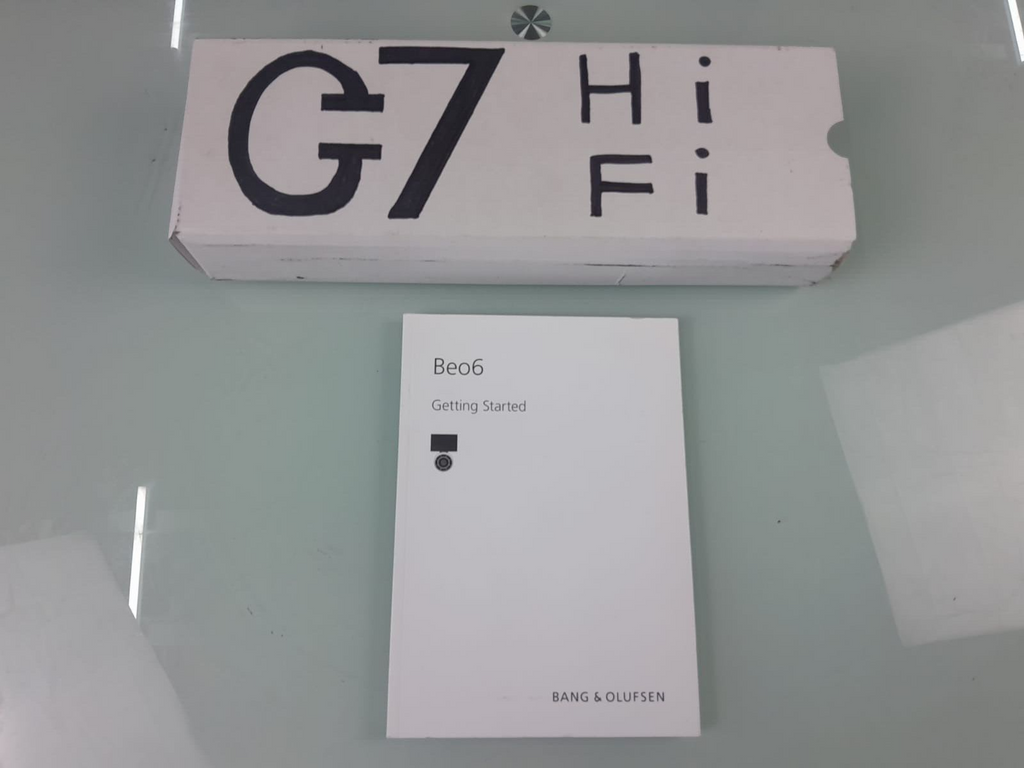 G7 Hi
Fi
Beo6
Getting Started
BANG & OLUFSEN